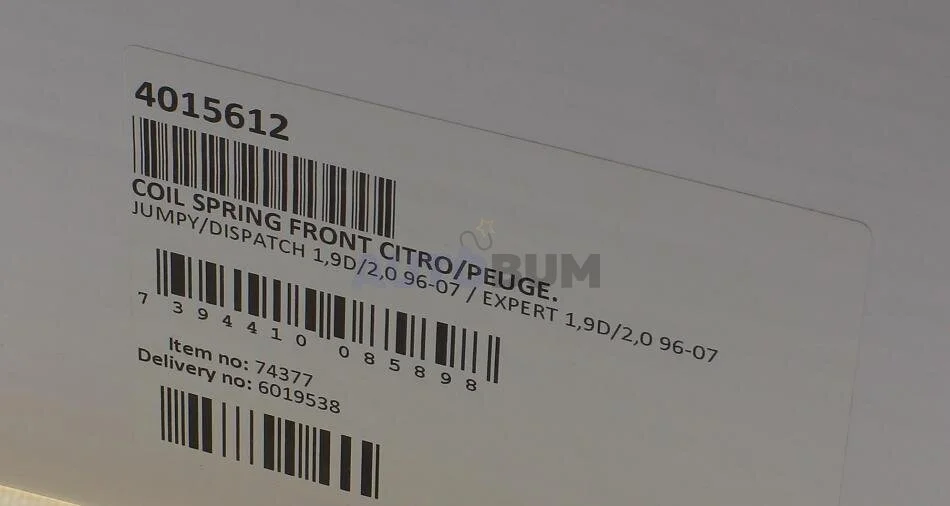 4015612
COIL SPRING FRONT CITRO/PEUGE.
JUMPY/DISPATCH 1,9D/2,0 96-07 / EXPERT 1,9D/2,0 96-07
7 394410 085898
Item no: 74377
Delivery no: 6019538